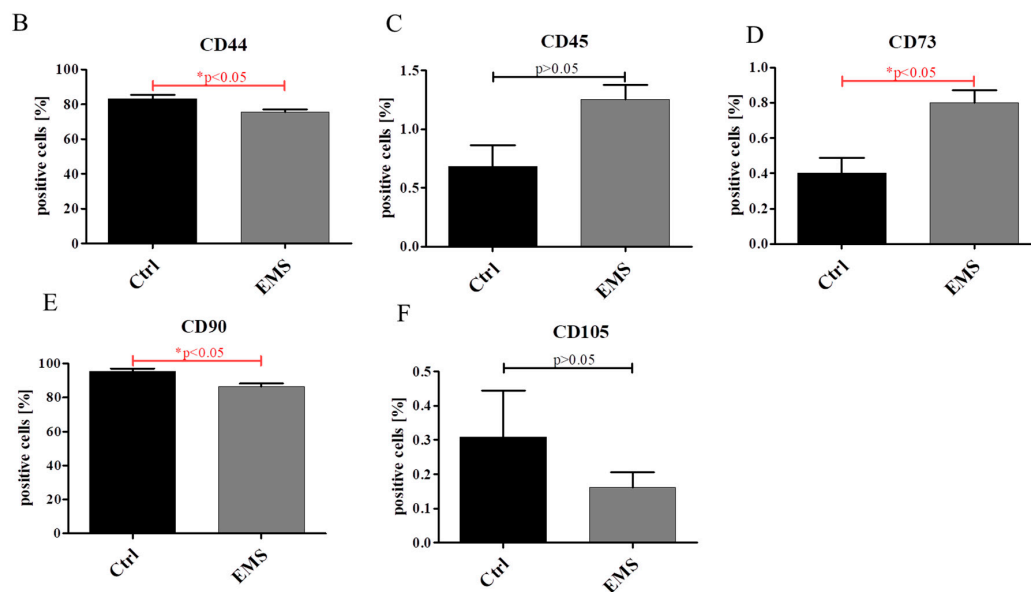 B
CD44
*p<0.05
positive cells [%]
100
80
60
40
20
0
Ctrl
EMS
C
CD45
p>0.05
positive cells [%]
1.5
1.0
0.5
0.0
Ctrl
EMS
D
CD73
*p<0.05
positive cells [%]
1.0
0.8
0.6
0.4
0.2
0.0
Ctrl
EMS
E
CD90
*p<0.05
positive cells [%]
100
80
60
40
20
0
Ctrl
EMS
F
CD105
p>0.05
positive cells [%]
0.5
0.4
0.3
0.2
0.1
0.0
Ctrl
EMS